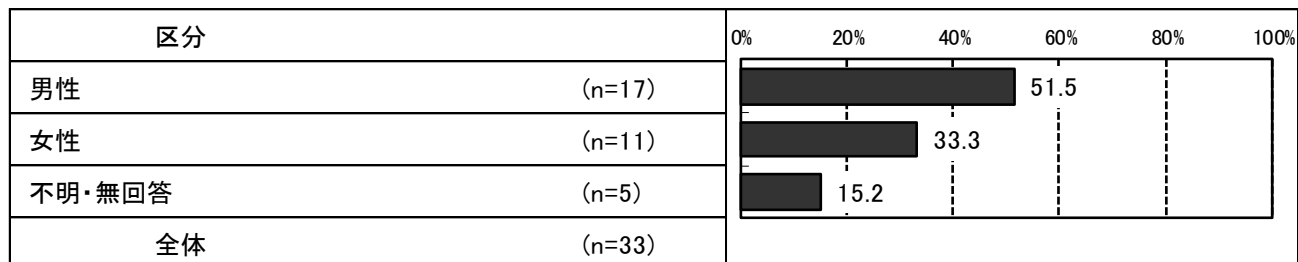 区分
0% 20% 40% 60% 80% 100%
男性 (n=17) 51.5
女性 (n=11) 33.3
不明・無回答 (n=5) 15.2
全体 (n=33)